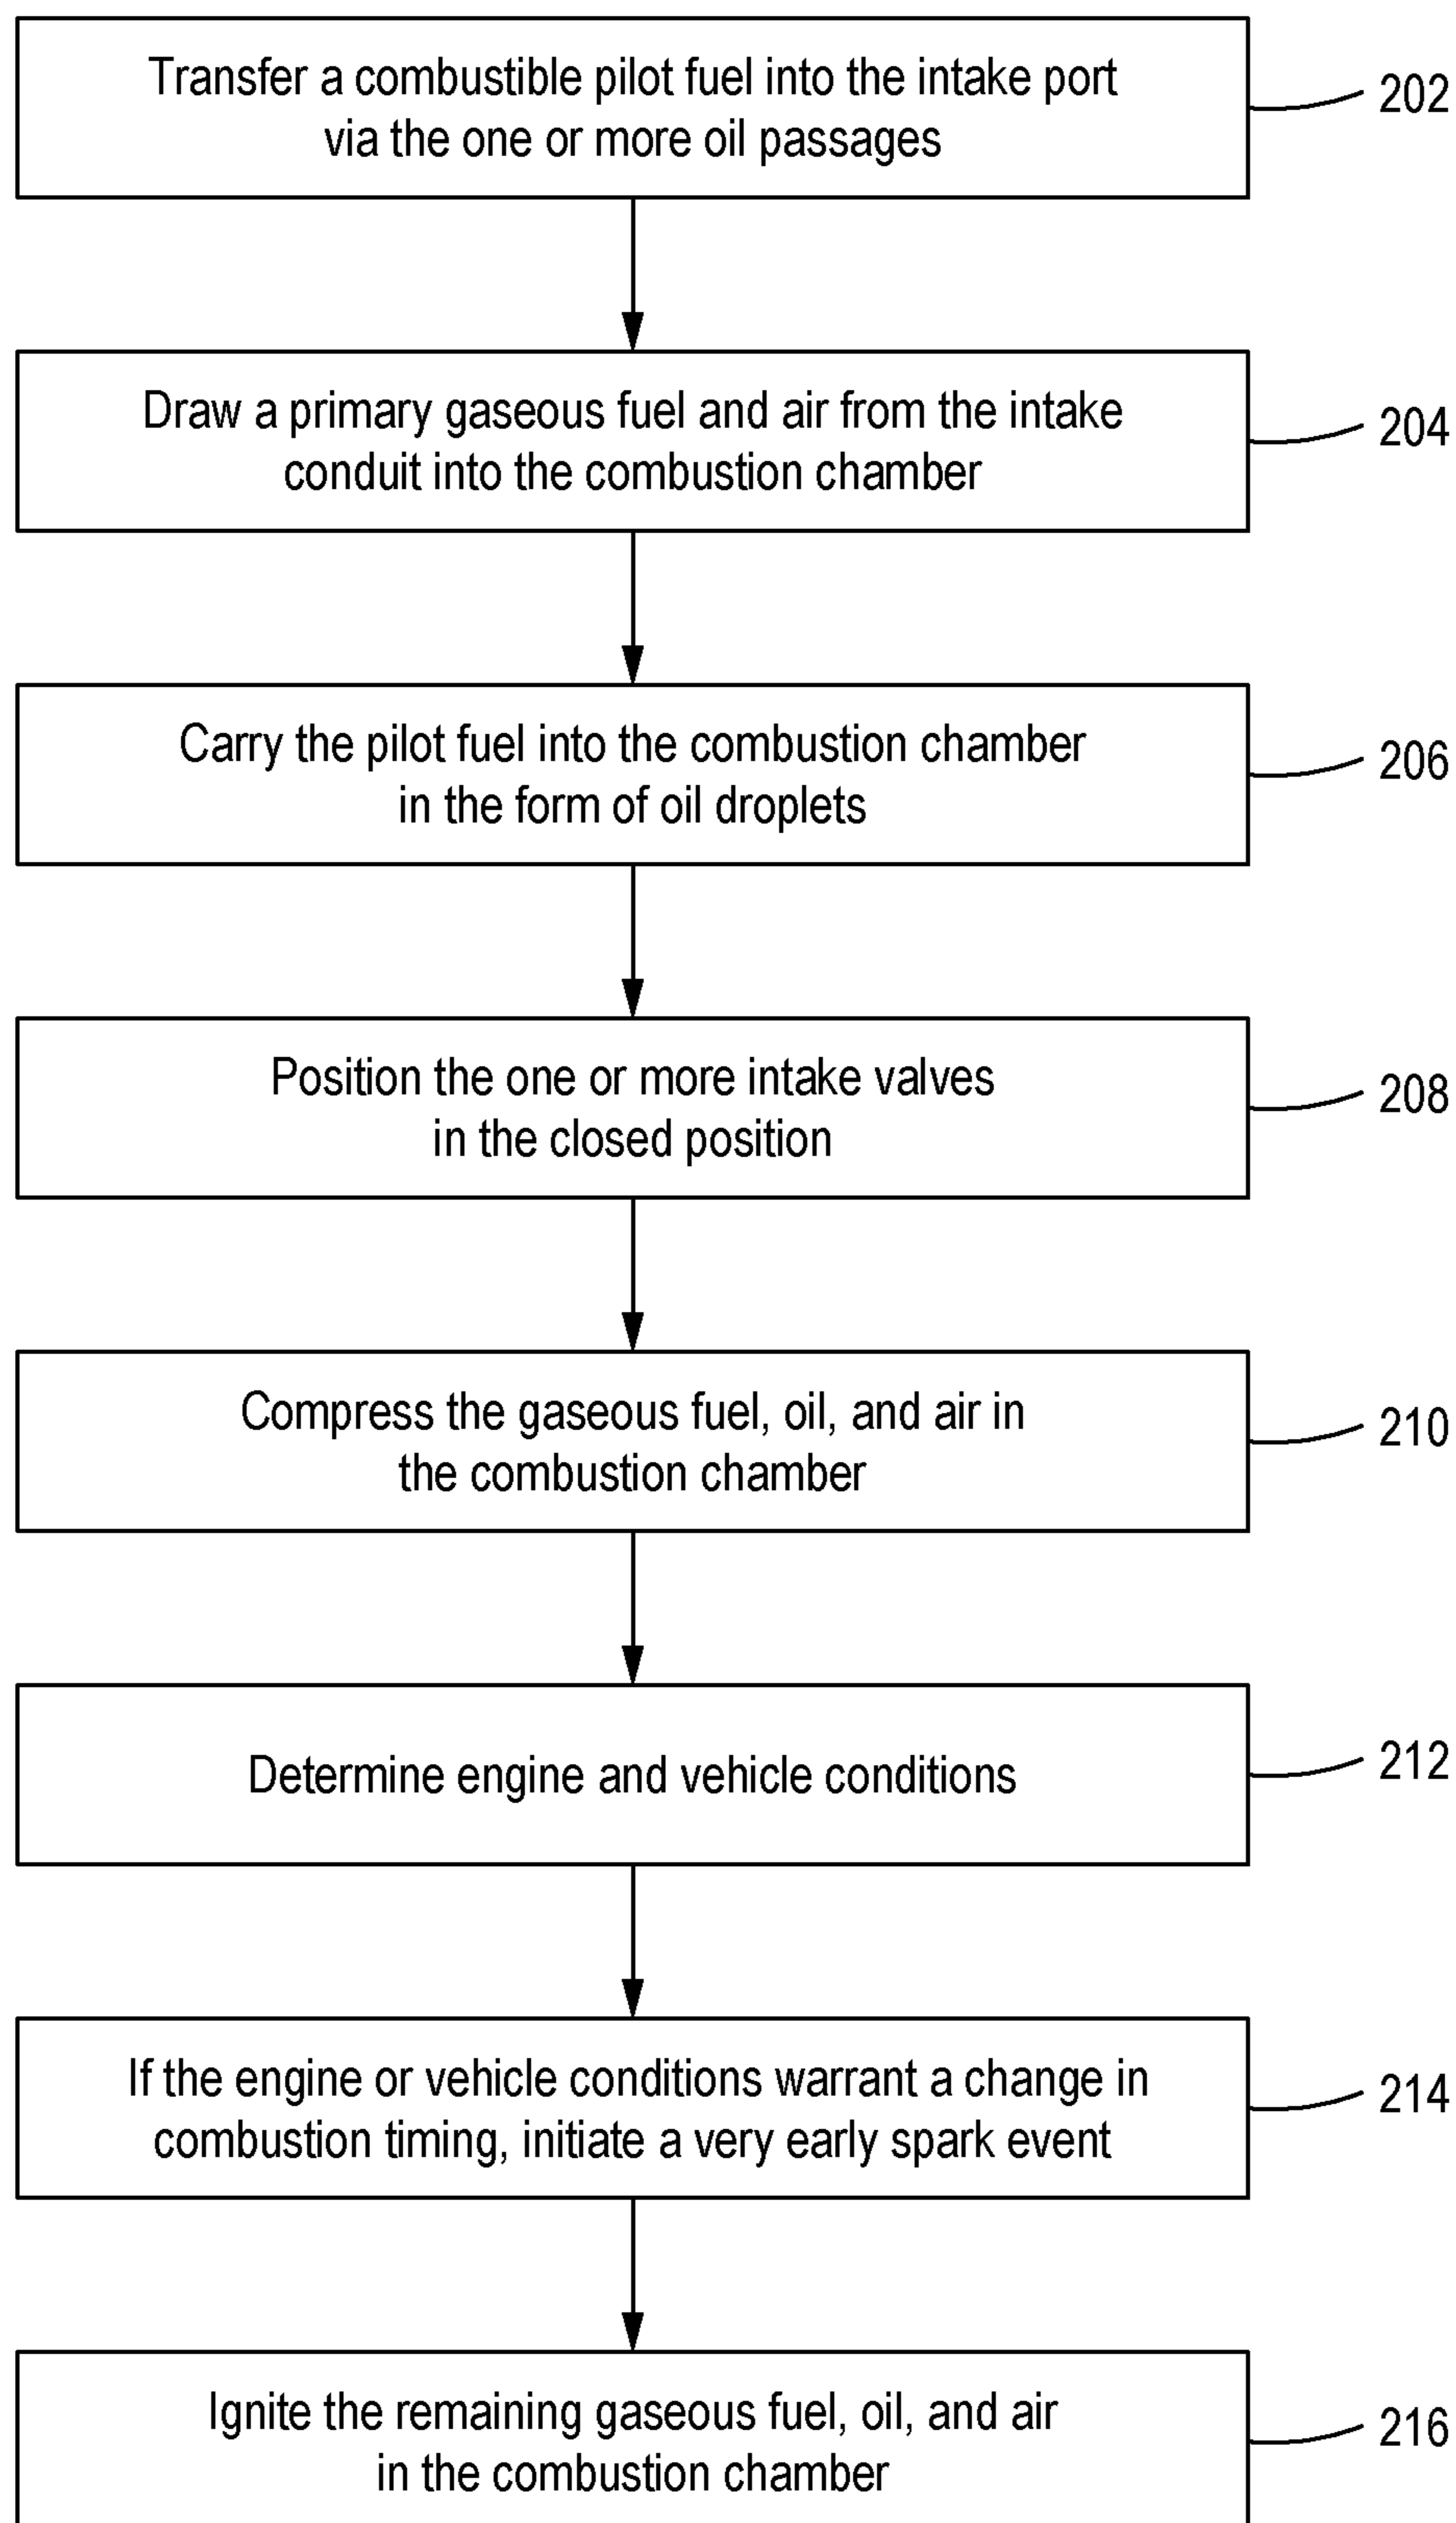 Transfer a combustible pilot fuel into the intake port
via the one or more oil passages
202
Draw a primary gaseous fuel and air from the intake
conduit into the combustion chamber
204
Carry the pilot fuel into the combustion chamber
in the form of oil droplets
206
Position the one or more intake valves
in the closed position
208
Compress the gaseous fuel, oil, and air in
the combustion chamber
210
Determine engine and vehicle conditions
212
If the engine or vehicle conditions warrant a change in
combustion timing, initiate a very early spark event
214
Ignite the remaining gaseous fuel, oil, and air
in the combustion chamber
216